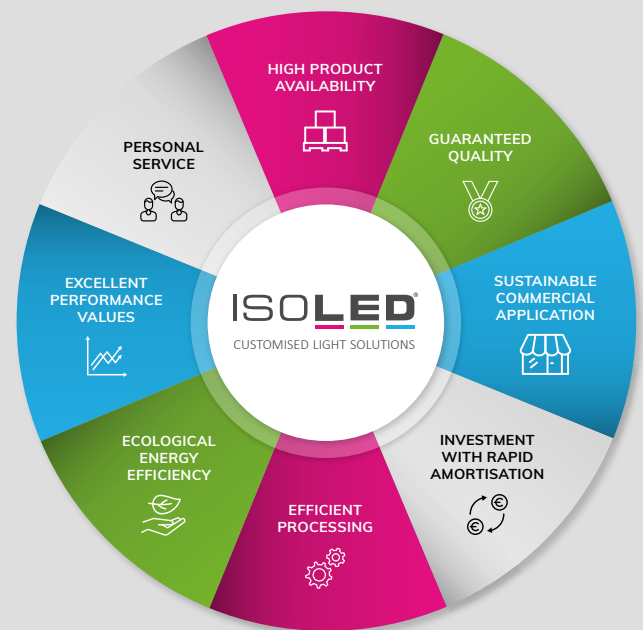 HIGH PRODUCT
AVAILABILITY
GUARANTEED
QUALITY
SUSTAINABLE
COMMERCIAL
APPLICATION
INVESTMENT
WITH RAPID
AMORTISATION
EFFICIENT
PROCESSING
ECOLOGICAL
ENERGY
EFFICIENCY
EXCELLENT
PERFORMANCE
VALUES
PERSONAL
SERVICE
ISOLED®
CUSTOMISED LIGHT SOLUTIONS